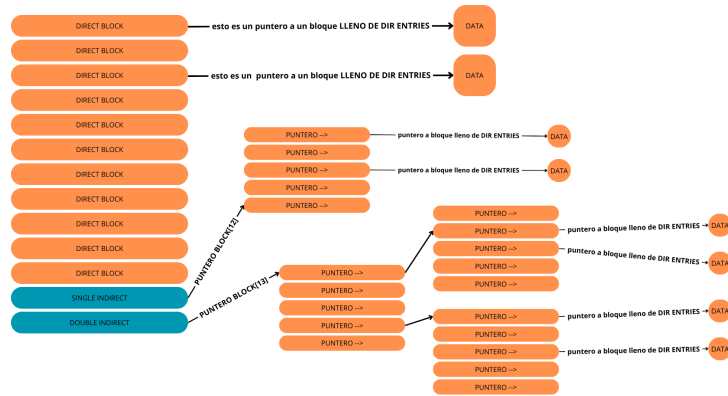 DIRECT BLOCK
esto es un puntero a un bloque LLENO DE DIR ENTRIES
DATA
DIRECT BLOCK
DIRECT BLOCK
esto es un  puntero a un bloque LLENO DE DIR ENTRIES
DATA
DIRECT BLOCK
DIRECT BLOCK
DIRECT BLOCK
DIRECT BLOCK
DIRECT BLOCK
DIRECT BLOCK
DIRECT BLOCK
DIRECT BLOCK
SINGLE INDIRECT
DOUBLE INDIRECT
PUNTERO BLOCK[12]
PUNTERO -->
puntero a bloque lleno de DIR ENTRIES
DATA
PUNTERO -->
PUNTERO -->
puntero a bloque lleno de DIR ENTRIES
DATA
PUNTERO -->
PUNTERO -->
PUNTERO BLOCK[13]
PUNTERO -->
PUNTERO -->
PUNTERO -->
PUNTERO -->
PUNTERO -->
PUNTERO -->
PUNTERO -->
puntero a bloque lleno de DIR ENTRIES
DATA
PUNTERO -->
puntero a bloque lleno de DIR ENTRIES
DATA
PUNTERO -->
PUNTERO -->
PUNTERO -->
puntero a bloque lleno de DIR ENTRIES
DATA
PUNTERO -->
PUNTERO -->
puntero a bloque lleno de DIR ENTRIES
DATA
PUNTERO -->
PUNTERO -->